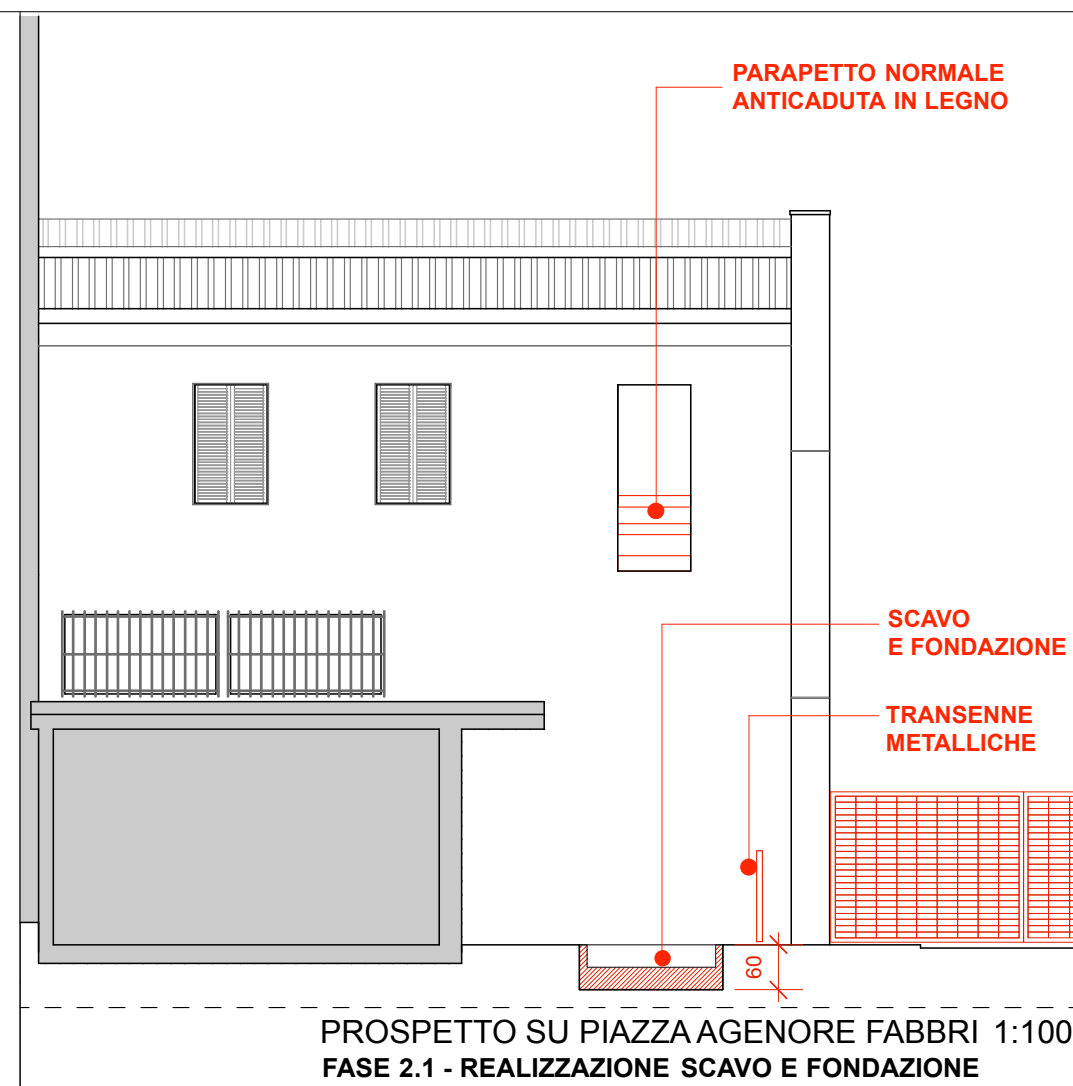 PARAPETTO NORMALE
ANTICADUTA IN LEGNO
SCAVO
E FONDAZIONE
TRANSENNE
METALLICHE
60
PROSPETTO SU PIAZZA AGENORE FABBRI 1:100
FASE 2.1 - REALIZZAZIONE SCAVO E FONDAZIONE